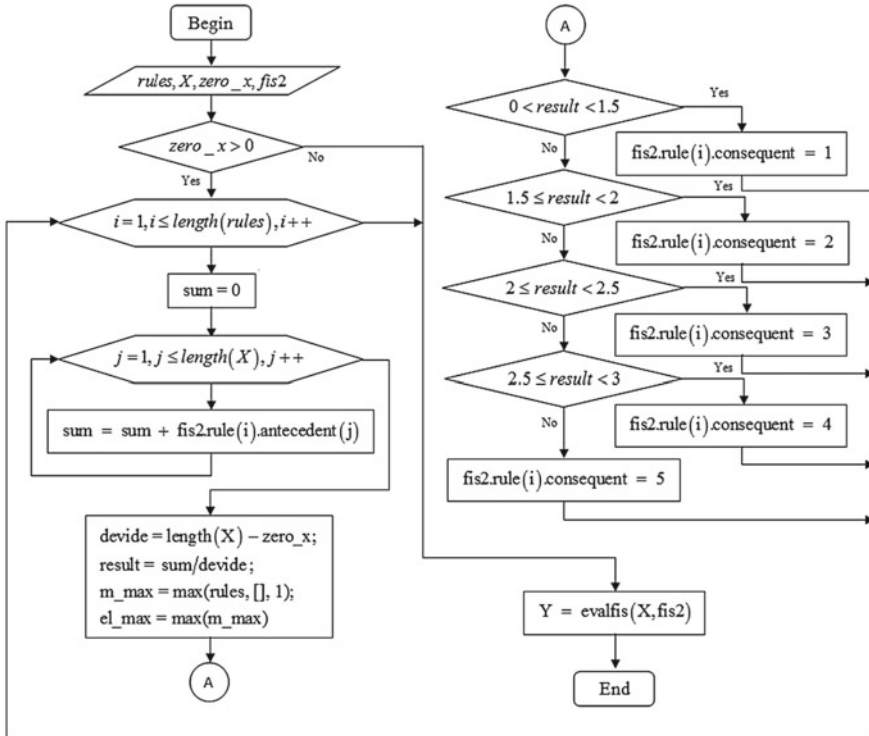 Begin
rules, X, zero_x, fis2
zero_x > 0
No
Yes
i = 1, i ≤ length(rules), i++
sum = 0
j = 1, j ≤ length(X), j++
sum = sum + fis2.rule(i).antecedent(j)
devide = length(X) − zero_x;
result = sum/devide;
m_max = max(rules, [], 1);
el_max = max(m_max)
A
A
0 < result < 1.5
Yes
fis2.rule(i).consequent = 1
No
1.5 ≤ result < 2
Yes
fis2.rule(i).consequent = 2
No
2 ≤ result < 2.5
Yes
fis2.rule(i).consequent = 3
No
2.5 ≤ result < 3
Yes
fis2.rule(i).consequent = 4
No
fis2.rule(i).consequent = 5
Y = evalfis(X,fis2)
End